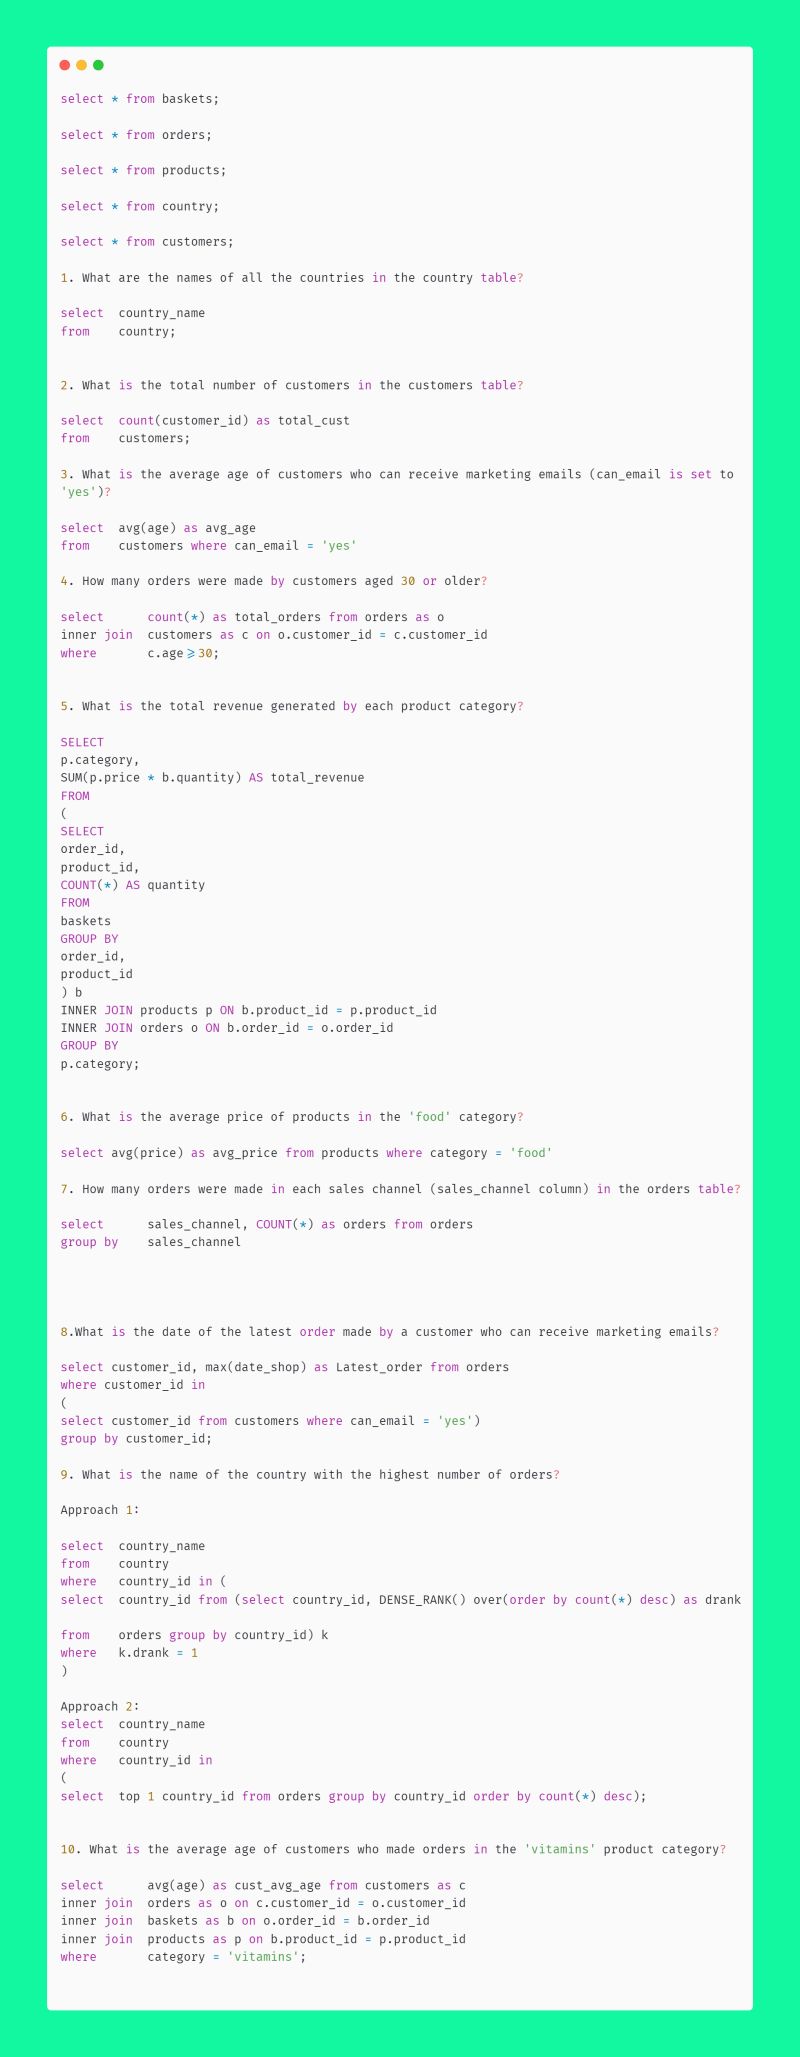 select * from baskets;
select * from orders;
select * from products;
select * from country;
select * from customers;
1. What are the names of all the countries in the country table?
select  country_name
from    country;
2. What is the total number of customers in the customers table?
select  count(customer_id) as total_cust
from    customers;
3. What is the average age of customers who can receive marketing emails (can_email is set to
'yes')?
select  avg(age) as avg_age
from    customers where can_email = 'yes'
4. How many orders were made by customers aged 30 or older?
select      count(*) as total_orders from orders as o
inner join  customers as c on o.customer_id = c.customer_id
where       c.age>=30;
5. What is the total revenue generated by each product category?
SELECT
p.category,
SUM(p.price * b.quantity) AS total_revenue
FROM
(
SELECT
order_id,
product_id,
COUNT(*) AS quantity
FROM
baskets
GROUP BY
order_id,
product_id
) b
INNER JOIN products p ON b.product_id = p.product_id
INNER JOIN orders o ON b.order_id = o.order_id
GROUP BY
p.category;
6. What is the average price of products in the 'food' category?
select avg(price) as avg_price from products where category = 'food'
7. How many orders were made in each sales channel (sales_channel column) in the orders table?
select      sales_channel, COUNT(*) as orders from orders
group by    sales_channel
8.What is the date of the latest order made by a customer who can receive marketing emails?
select customer_id, max(date_shop) as Latest_order from orders
where customer_id in
(
select customer_id from customers where can_email = 'yes')
group by customer_id;
9. What is the name of the country with the highest number of orders?
Approach 1:
select  country_name
from    country
where   country_id in (
select  country_id from (select country_id, DENSE_RANK() over(order by count(*) desc) as drank
from    orders group by country_id) k
where   k.drank = 1
)
Approach 2:
select  country_name
from    country
where   country_id in
(
select  top 1 country_id from orders group by country_id order by count(*) desc);
10. What is the average age of customers who made orders in the 'vitamins' product category?
select      avg(age) as cust_avg_age from customers as c
inner join  orders as o on c.customer_id = o.customer_id
inner join  baskets as b on o.order_id = b.order_id
inner join  products as p on b.product_id = p.product_id
where       category = 'vitamins';